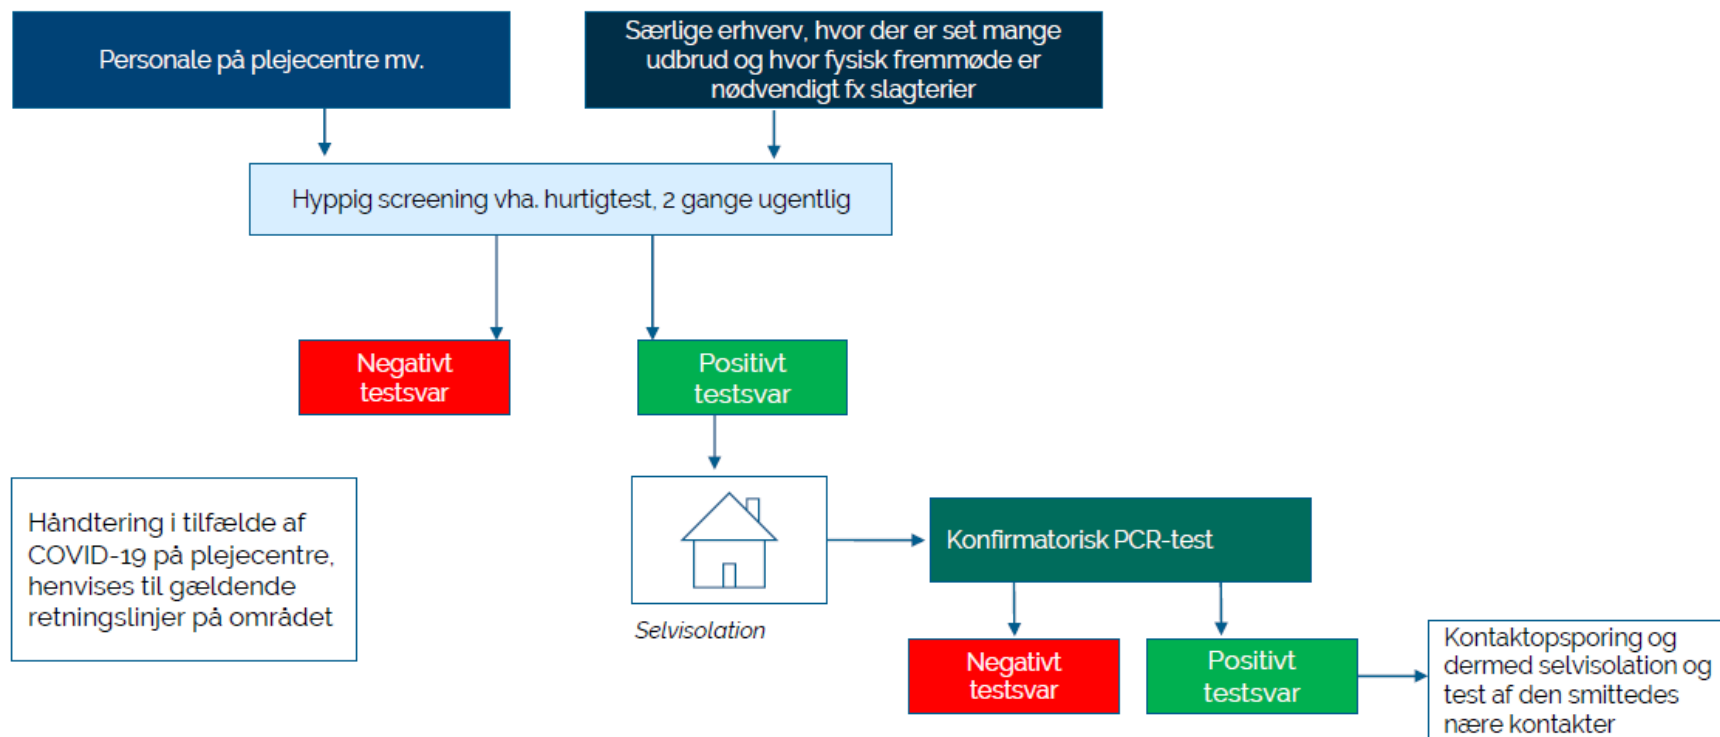 Personale på plejecentre mv.
Særlige erhverv, hvor der er set mange
udbrud og hvor fysisk fremmøde er
nødvendigt fx slagterier
Hyppig screening vha. hurtigtest, 2 gange ugentlig
Negativt
testsvar
Positivt
testsvar
Håndtering i tilfælde af
COVID-19 på plejecentre,
henvises til gældende
retningslinjer på området
Selvisolation
Konfirmatorisk PCR-test
Negativt
testsvar
Positivt
testsvar
Kontaktopsporing og
dermed selvisolation og
test af den smittedes
nære kontakter